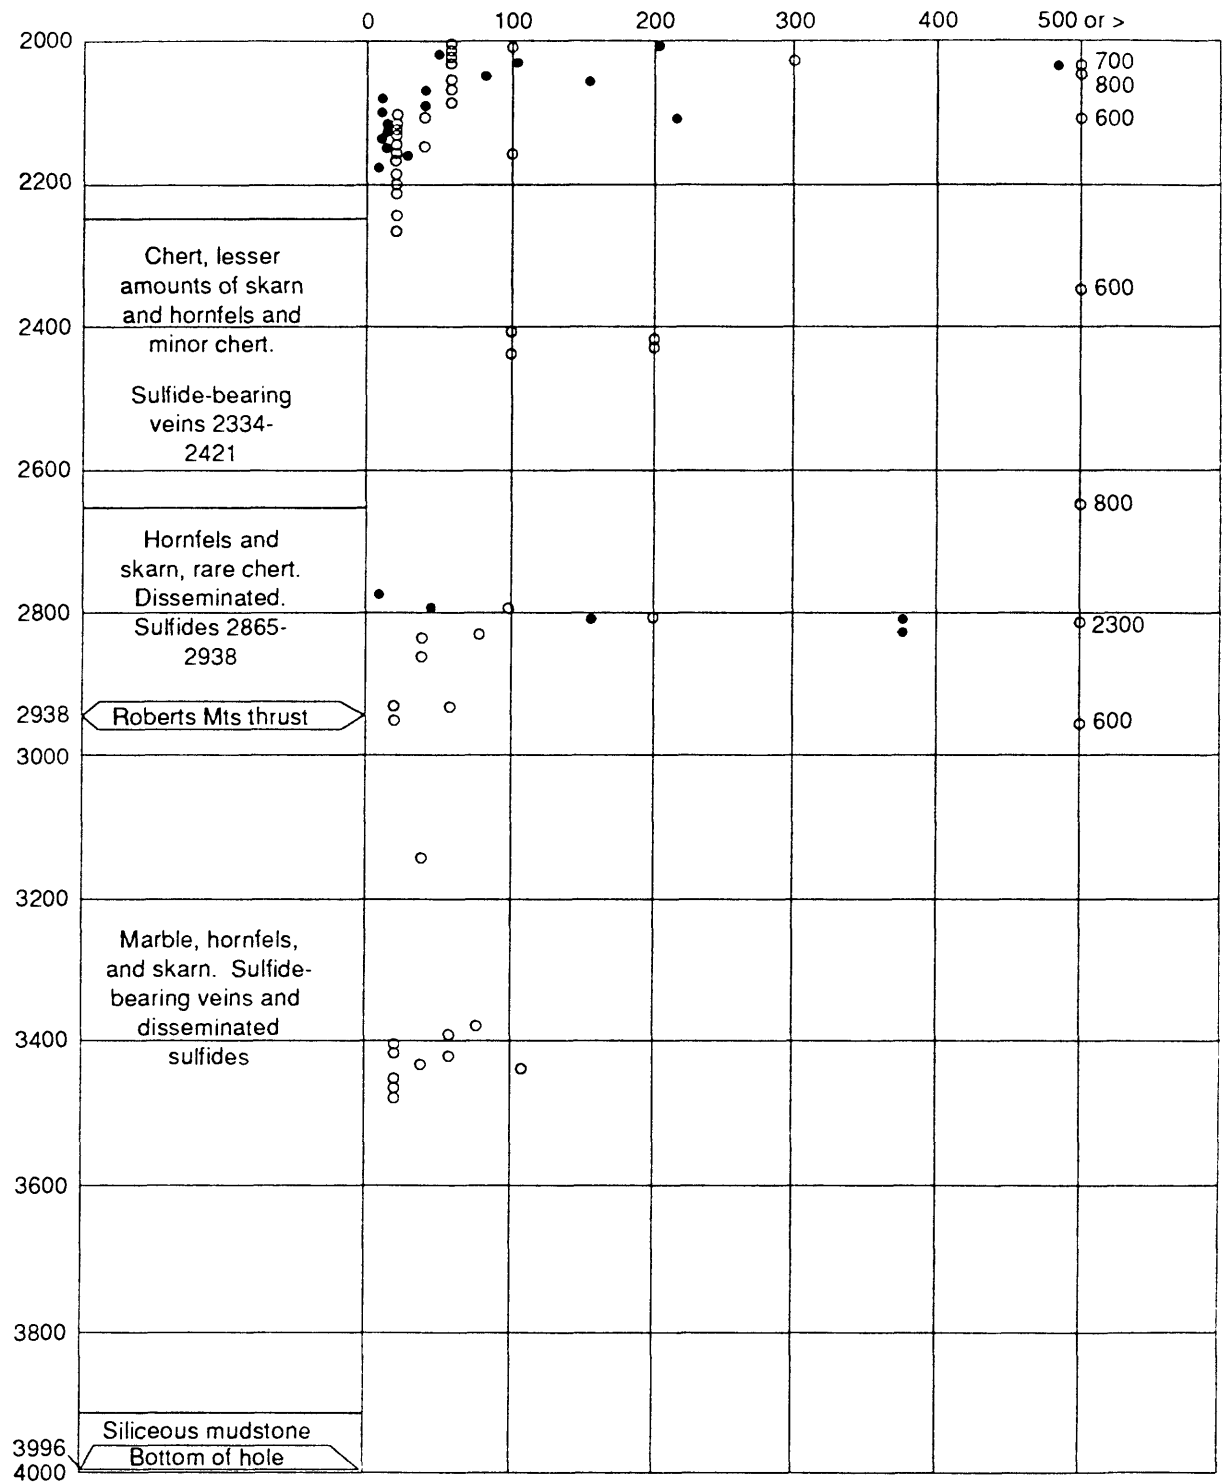 0 100 200 300 400 500 or >
2000
700
800
600
2200
Chert, lesser
amounts of skarn
and hornfels and
minor chert.
600
2400
Sulfide-bearing
veins 2334-
2421
2600
800
Hornfels and
skarn, rare chert.
Disseminated.
Sulfides 2865-
2938
2800
2300
2938
Roberts Mts thrust
600
3000
3200
Marble, hornfels,
and skarn. Sulfide-
bearing veins and
disseminated
sulfides
3400
3600
3800
Siliceous mudstone
3996
Bottom of hole
4000